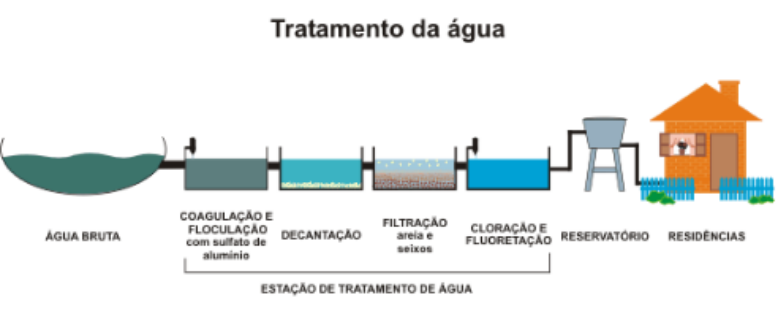 Tratamento da água
ÁGUA BRUTA
COAGULAÇÃO E
FLOCULAÇÃO
com sulfato de
alumínio
DECANTAÇÃO
FILTRAÇÃO
areia e
seixos
CLORAÇÃO E
FLUORETAÇÃO
RESERVATÓRIO
RESIDÊNCIAS
ESTAÇÃO DE TRATAMENTO DE ÁGUA